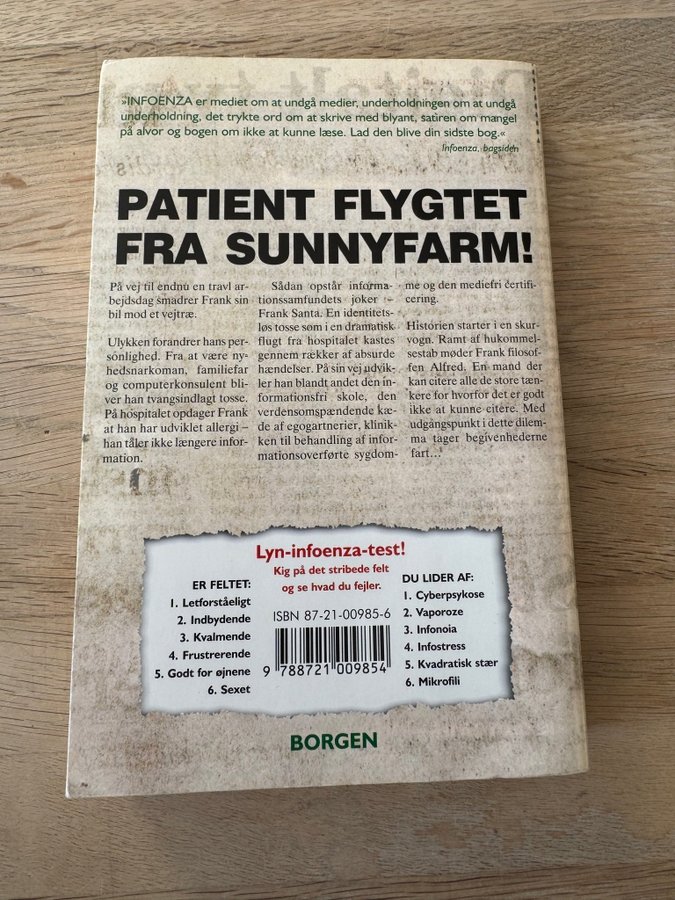 »INFOENZA er mediet om at undgå medier, underholdningen om at undgå
underholdning, det trykte ord om at skrive med blyant, satiren om mangel
på alvor og bogen om ikke at kunne læse. Lad den blive din sidste bog.«
Infoenza, bagsiden
PATIENT FLYGTET
FRA SUNNYFARM!
På vej til endnu en travl ar-
bejdsdag smadrer Frank sin
bil mod et vejtræ.
Ulykken forandrer hans per-
sonlighed. Fra at være ny-
hedsnarkoman, familiefar
og computerkonsulent bli-
ver han tvangsindlagt tosse.
På hospitalet opdager Frank
at han har udviklet allergi –
han tåler ikke længere infor-
mation.
Sådan opstår informa-
tionssamfundets joker –
Frank Santa. En identitets-
løs tosse som i en dramatisk
flugt fra hospitalet kastes
gennem rækker af absurde
hændelser. På sin vej udvik-
ler han blandt andet den in-
formationsfri skole, den
verdensomspændende kæ-
de af egogartnerier, klinik-
ken til behandling af infor-
mationsoverførte sygdom-
me og den mediefri certifi-
cering.
Historien starter i en skur-
vogn. Ramt af hukommel-
sestab møder Frank filosof-
fen Alfred. En mand der
kan citere alle de store tæn-
kere for hvorfor det er godt
ikke at kunne citere. Med
udgangspunkt i dette dilem-
ma tager begivenhederne
fart...
Lyn-infoenza-test!
Kig på det stribede felt
og se hvad du fejler.
ER FELTET:
1. Letforståeligt
2. Indbydende
3. Kvalmende
4. Frustrerende
5. Godt for øjnene
6. Sexet
ISBN 87-21-00985-6
9 788721 009854
DU LIDER AF:
1. Cyberpsykose
2. Vaporoze
3. Infonoia
4. Infostress
5. Kvadratisk stær
6. Mikrofili
BORGEN